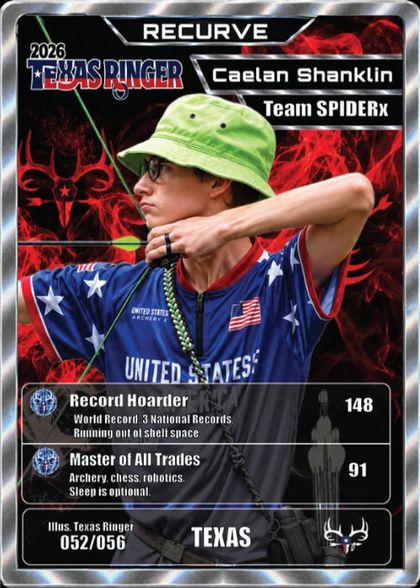 RECURVE
2026
TEXAS RINGER
Caelan Shanklin
Team SPIDERx
UNITED STATES
ARCHERY
UNITED STATES
Record Hoarder
148
World Record. 3 National Records.
Running out of shelf space.
Master of All Trades
91
Archery, chess, robotics.
Sleep is optional.
Illus. Texas Ringer
052/056
TEXAS